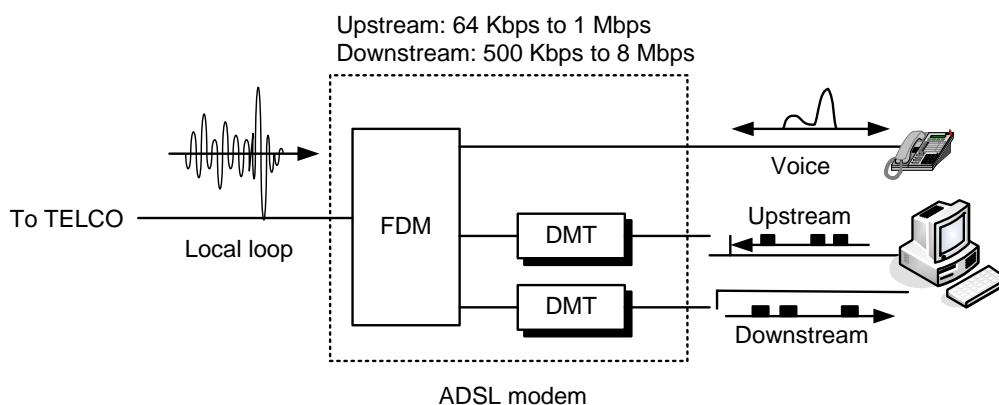 Upstream: 64 Kbps to 1 Mbps
Downstream: 500 Kbps to 8 Mbps
Voice
To TELCO
Local loop
FDM
DMT
Upstream
DMT
Downstream
ADSL modem